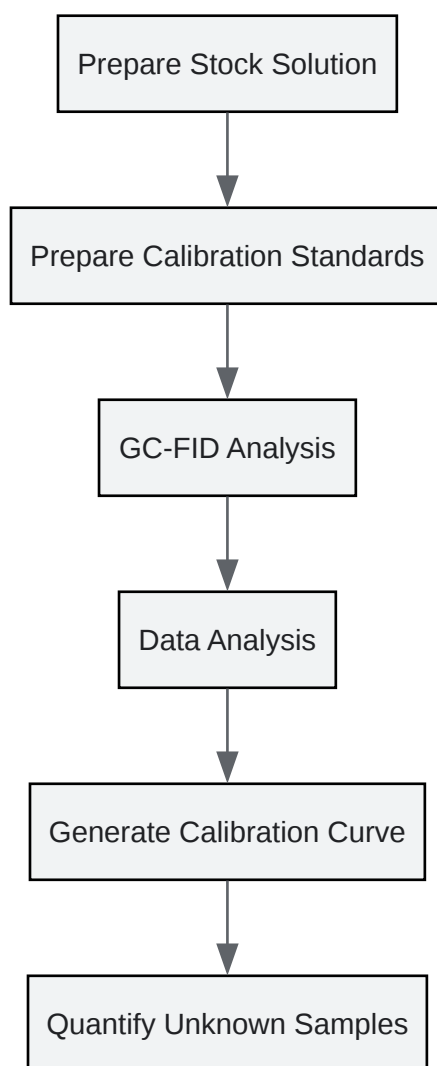 Prepare Stock Solution
Prepare Calibration Standards
GC-FID Analysis
Data Analysis
Generate Calibration Curve
Quantify Unknown Samples